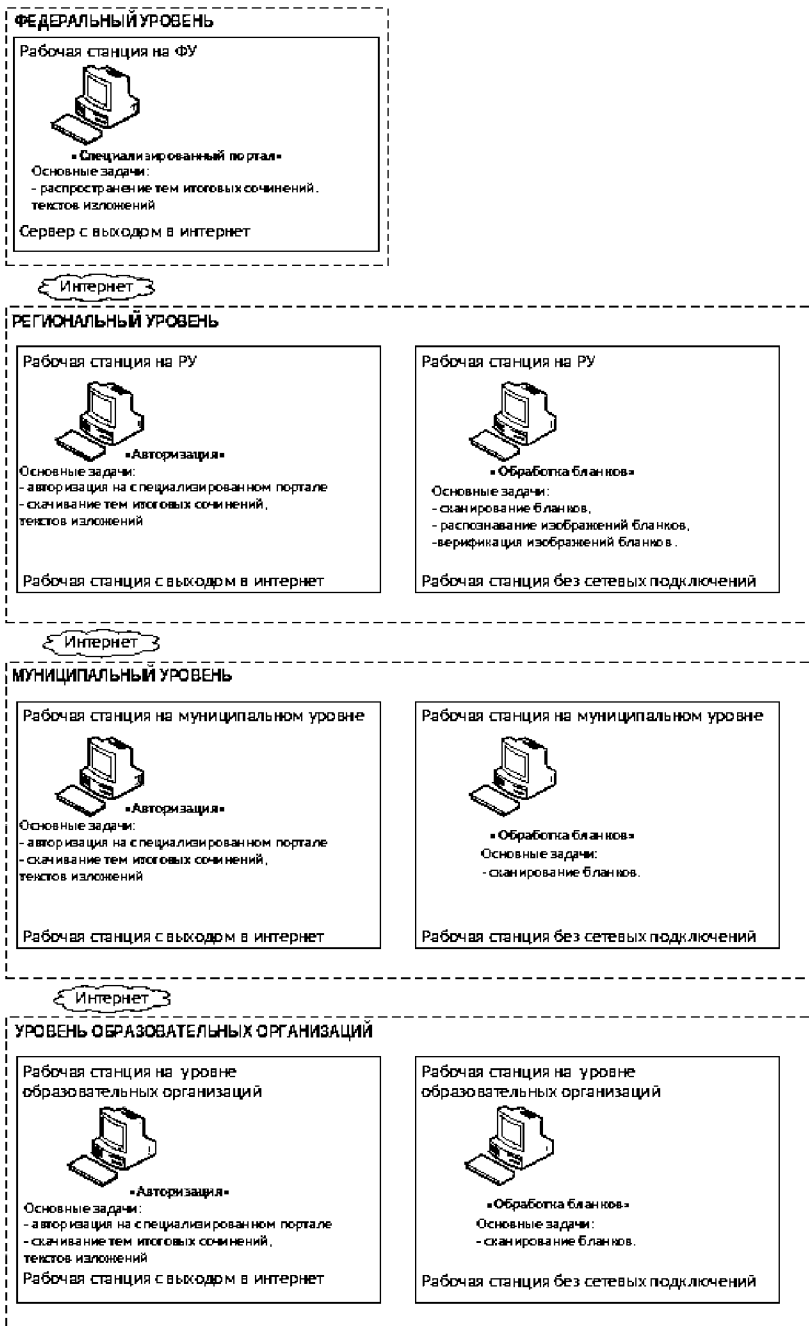 ФЕДЕРАЛЬНЫЙ УРОВЕНЬ
Рабочая станция на ФУ
«Специализированный портал»
Основные задачи:
- распространение тем итоговых сочинений.
текстов изложений
Сервер с выходом в интернет
Интернет
РЕГИОНАЛЬНЫЙ УРОВЕНЬ
Рабочая станция на РУ
«Авторизация»
Основные задачи:
- авторизация на специализированном портале
- скачивание тем итоговых сочинений,
текстов изложений
Рабочая станция с выходом в интернет
Рабочая станция на РУ
«Обработка бланков»
Основные задачи:
- сканирование бланков,
- распознавание изображений бланков,
-верификация изображений бланков.
Рабочая станция без сетевых подключений
Интернет
МУНИЦИПАЛЬНЫЙ УРОВЕНЬ
Рабочая станция на муниципальном уровне
«Авторизация»
Основные задачи:
- авторизация на специализированном портале
- скачивание тем итоговых сочинений,
текстов изложений
Рабочая станция с выходом в интернет
Рабочая станция на муниципальном уровне
«Обработка бланков»
Основные задачи:
- сканирование бланков.
Рабочая станция без сетевых подключений
Интернет
УРОВЕНЬ ОБРАЗОВАТЕЛЬНЫХ ОРГАНИЗАЦИЙ
Рабочая станция на уровне
образовательных организаций
«Авторизация»
Основные задачи:
- авторизация на специализированном портале
- скачивание тем итоговых сочинений,
текстов изложений
Рабочая станция с выходом в интернет
Рабочая станция на уровне
образовательных организаций
«Обработка бланков»
Основные задачи:
- сканирование бланков.
Рабочая станция без сетевых подключений